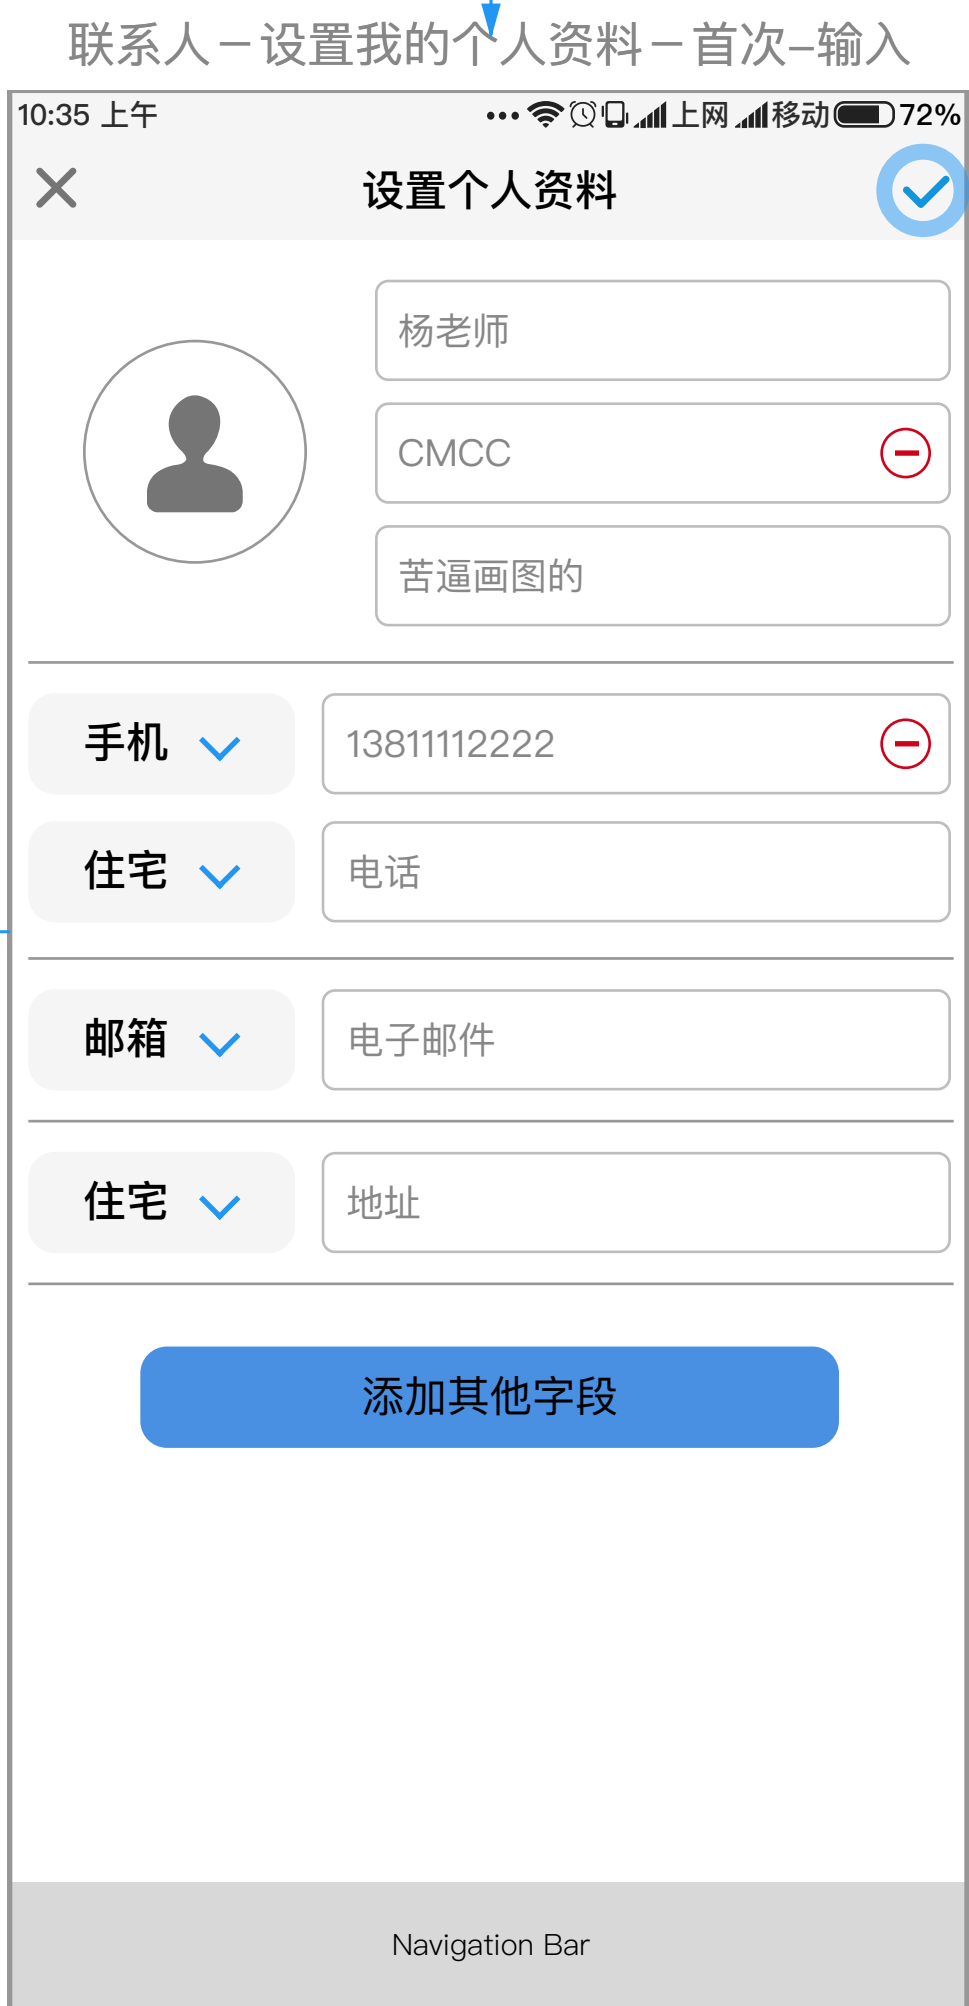 联系人－设置我的个人资料－首次–输入
10:35 上午 上网 移动 72%
设置个人资料
杨老师
CMCC
苦逼画图的
手机 13811112222
住宅 电话
邮箱 电子邮件
住宅 地址
添加其他字段
Navigation Bar